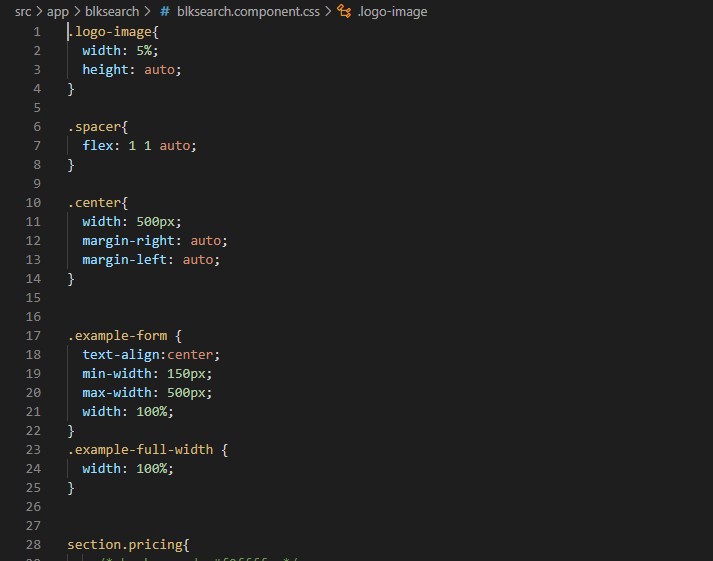 src > app > blksearch > # blksearch.component.css > .logo-image
1 .logo-image{
2 width: 5%;
3 height: auto;
4 }
5
6 .spacer{
7 flex: 1 1 auto;
8 }
9
10 .center{
11 width: 500px;
12 margin-right: auto;
13 margin-left: auto;
14 }
15
16
17 .example-form {
18 text-align:center;
19 min-width: 150px;
20 max-width: 500px;
21 width: 100%;
22 }
23 .example-full-width {
24 width: 100%;
25 }
26
27
28 section.pricing{